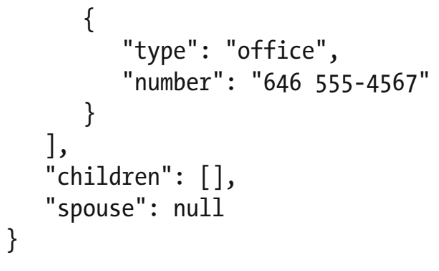 {
"type": "office",
"number": "646 555-4567"
}
],
"children": [],
"spouse": null
}